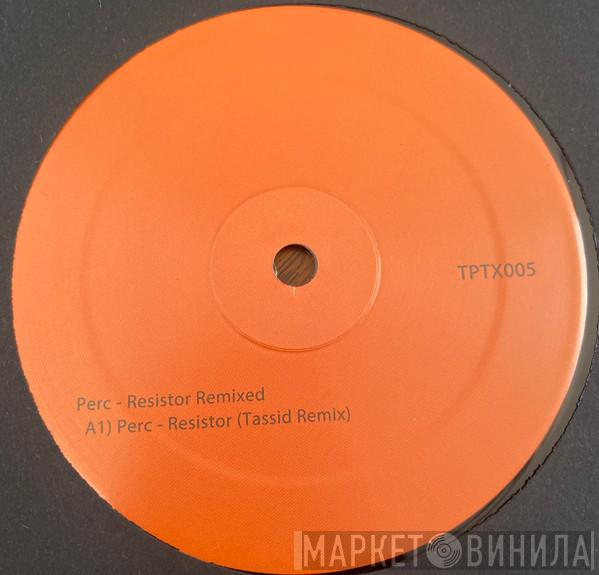 TPTX005
Perc - Resistor Remixed
A1) Perc - Resistor (Tassid Remix)
МАРКЕТ ВИНИЛА